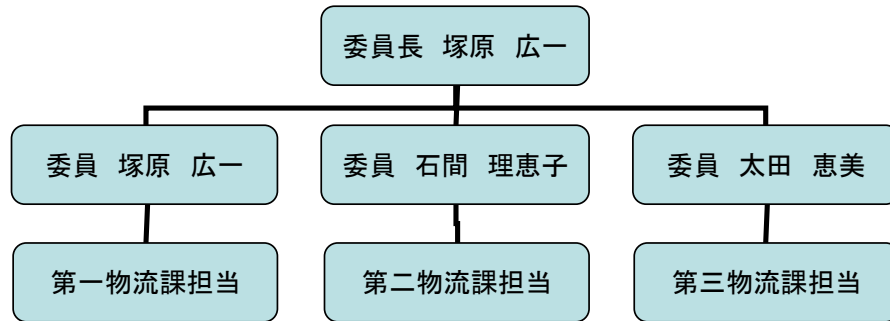 委員長 塚原 広一
委員 塚原 広一
委員 石間 理恵子
委員 太田 恵美
第一物流課担当
第二物流課担当
第三物流課担当